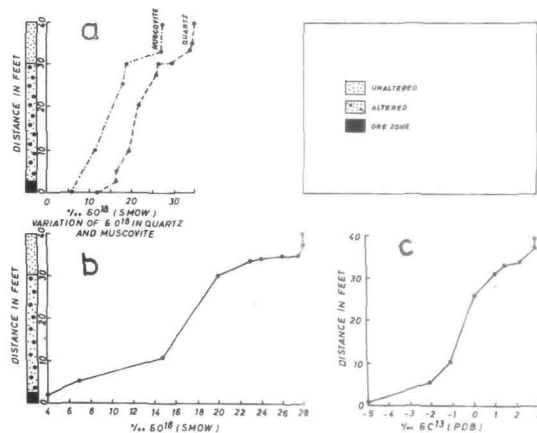 a
DISTANCE IN FEET
40
30
20
10
0
MUSCOVITE
QUARTZ
10
20
30
‰ δO¹⁸ (SMOW)
VARIATION OF δO¹⁸ IN QUARTZ
AND MUSCOVITE
UNALTERED
ALTERED
ORE ZONE
b
DISTANCE IN FEET
40
30
20
10
0
4 6 8 10 12 14 16 18 20 22 24 26 28
‰ δO¹⁸ (SMOW)
c
DISTANCE IN FEET
40
30
20
10
0
-5 -4 -3 -2 -1 0 1 2
‰ δC¹³ (PDB)